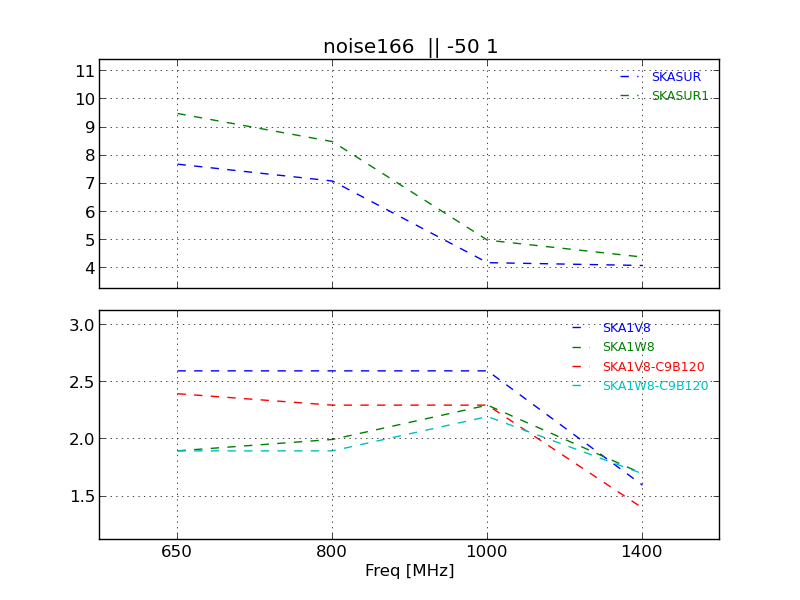 noise166  || -50 1
11
10
9
8
7
6
5
4
SKASUR
SKASUR1
3.0
2.5
2.0
1.5
SKA1V8
SKA1W8
SKA1V8-C9B120
SKA1W8-C9B120
650
800
1000
1400
Freq [MHz]